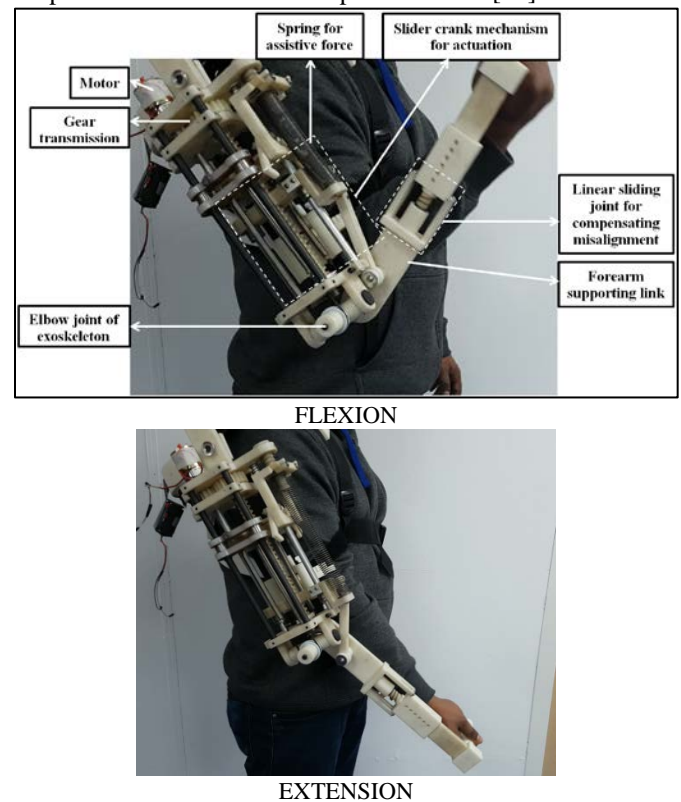 Spring for
assistive force
Slider crank mechanism
for actuation
Motor
Gear
transmission
Linear sliding
joint for
compensating
misalignment
Forearm
supporting link
Elbow joint of
exoskeleton
FLEXION
EXTENSION